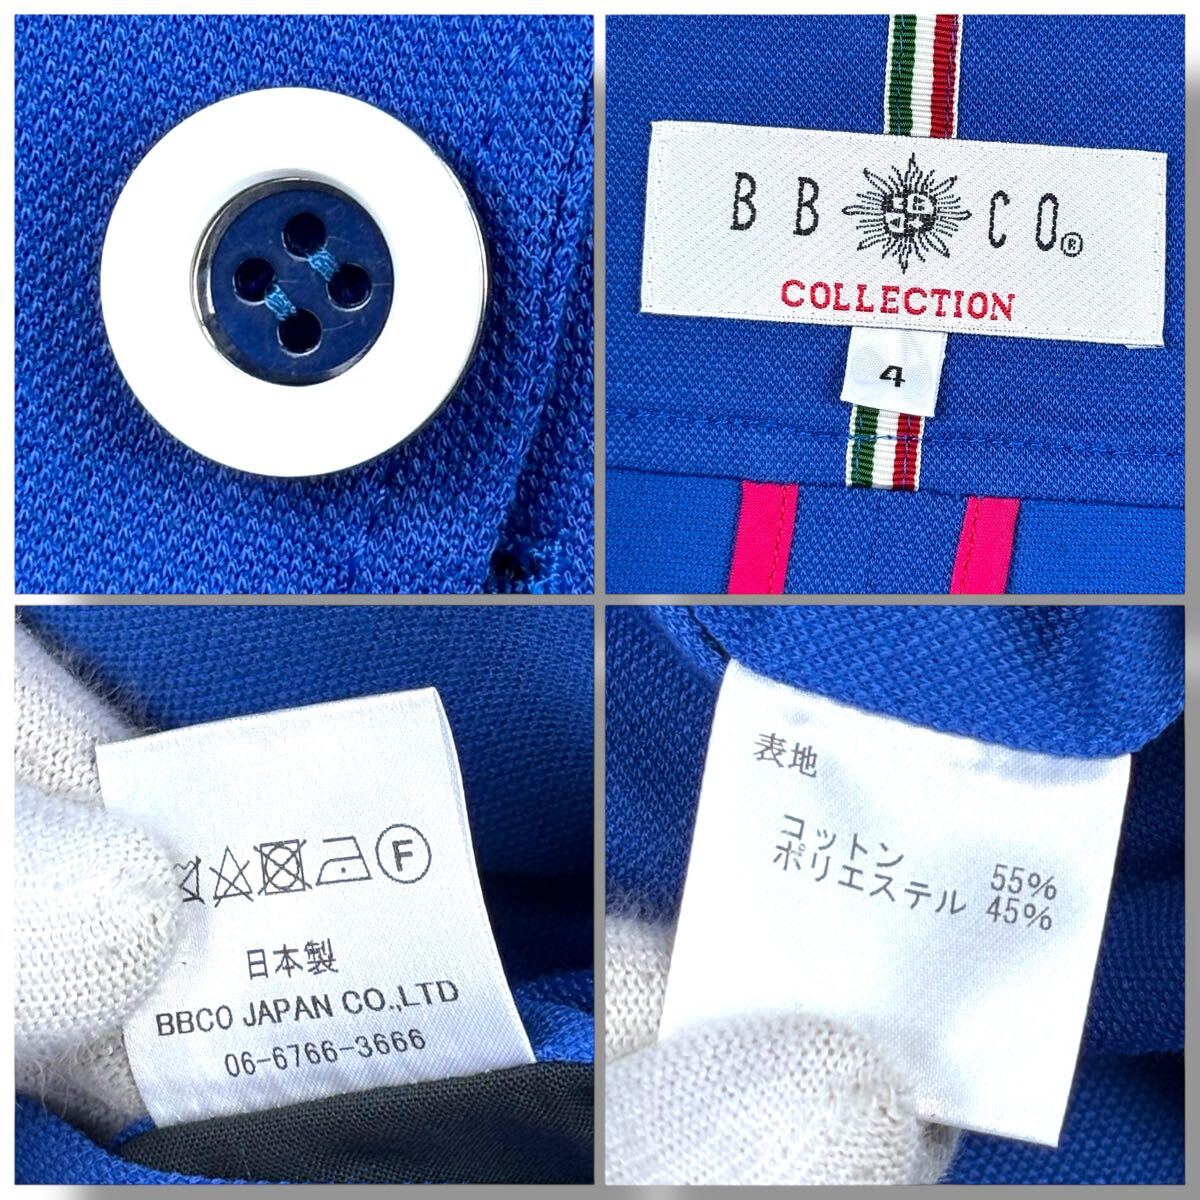 BB CO®
COLLECTION
4
F
日本製
BBCO JAPAN CO.,LTD
06-6766-3666
表地
コットン 55%
ポリエステル 45%